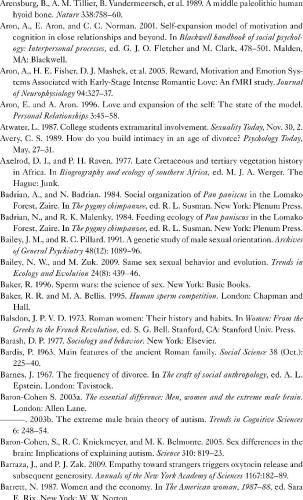 Arensburg, B., A. M. Tillier, B. Vandermeersch, et al. 1989. A middle paleolithic human
hyoid bone. Nature 338:758–60.
Aron, A., E. Aron, and C. C. Norman. 2001. Self-expansion model of motivation and
cognition in close relationships and beyond. In Blackwell handbook of social psychol-
ogy: Interpersonal processes, ed. G. J. O. Fletcher and M. Clark, 478–501. Malden,
MA: Blackwell.
Aron, A., H. E. Fisher, D. J. Mashek, et al. 2005. Reward, Motivation and Emotion Sys-
tems Associated with Early-Stage Intense Romantic Love: An fMRI study. Journal
of Neurophysiology 94:327–37.
Aron, E., and A. Aron. 1996. Love and expansion of the self: The state of the model.
Personal Relationships 3:45–58.
Atwater, L. 1987. College students extramarital involvement. Sexuality Today, Nov. 30, 2.
Avery, C. S. 1989. How do you build intimacy in an age of divorce? Psychology Today,
May, 27–31.
Axelrod, D. I., and P. H. Raven. 1977. Late Cretaceous and tertiary vegetation history
in Africa. In Biogeography and ecology of southern Africa, ed. M. J. A. Werger. The
Hague: Junk.
Badrian, A., and N. Badrian. 1984. Social organization of Pan paniscus in the Lomako
Forest, Zaire. In The pygmy chimpanzee, ed. R. L. Susman. New York: Plenum Press.
Badrian, N., and R. K. Malenky. 1984. Feeding ecology of Pan paniscus in the Lomako
Forest, Zaire. In The pygmy chimpanzee, ed. R. L. Susman. New York: Plenum Press.
Bailey, J. M., and R. C. Pillard. 1991. A genetic study of male sexual orientation. Archives
of General Psychiatry 48(12): 1089–96.
Bailey, N. W., and M. Zuk. 2009. Same sex sexual behavior and evolution. Trends in
Ecology and Evolution 24(8): 439–46.
Baker, R. 1996. Sperm wars: The science of sex. New York: Basic Books.
Baker, R. R. and M. A. Bellis. 1995. Human sperm competition. London: Chapman and
Hall.
Balsdon, J. P. V. D. 1973. Roman women: Their history and habits. In Women: From the
Greeks to the French Revolution, ed. S. G. Bell. Stanford, CA: Stanford Univ. Press.
Barash, D. P. 1977. Sociology and behavior. New York: Elsevier.
Bardis, P. 1963. Main features of the ancient Roman family. Social Science 38 (Oct.):
225–40.
Barnes, J. 1967. The frequency of divorce. In The craft of social anthropology, ed. A. L.
Epstein. London: Tavistock.
Baron-Cohen S. 2003a. The essential difference: Men, women and the extreme male brain.
London: Allen Lane.
———. 2003b. The extreme male brain theory of autism. Trends in Cognitive Sciences
6: 248–54.
Baron-Cohen, S., R. C. Knickmeyer, and M. K. Belmonte. 2005. Sex differences in the
brain: Implications of explaining autism. Science 310: 819–23.
Barraza, J., and P. J. Zak. 2009. Empathy toward strangers triggers oxytocin release and
subsequent generosity. Annals of the New York Academy of Sciences 1167:182–89.
Barrett, N. 1987. Women and the economy. In The American woman, 1987–88, ed. Sara
E. Rix. New York: W. W. Norton.